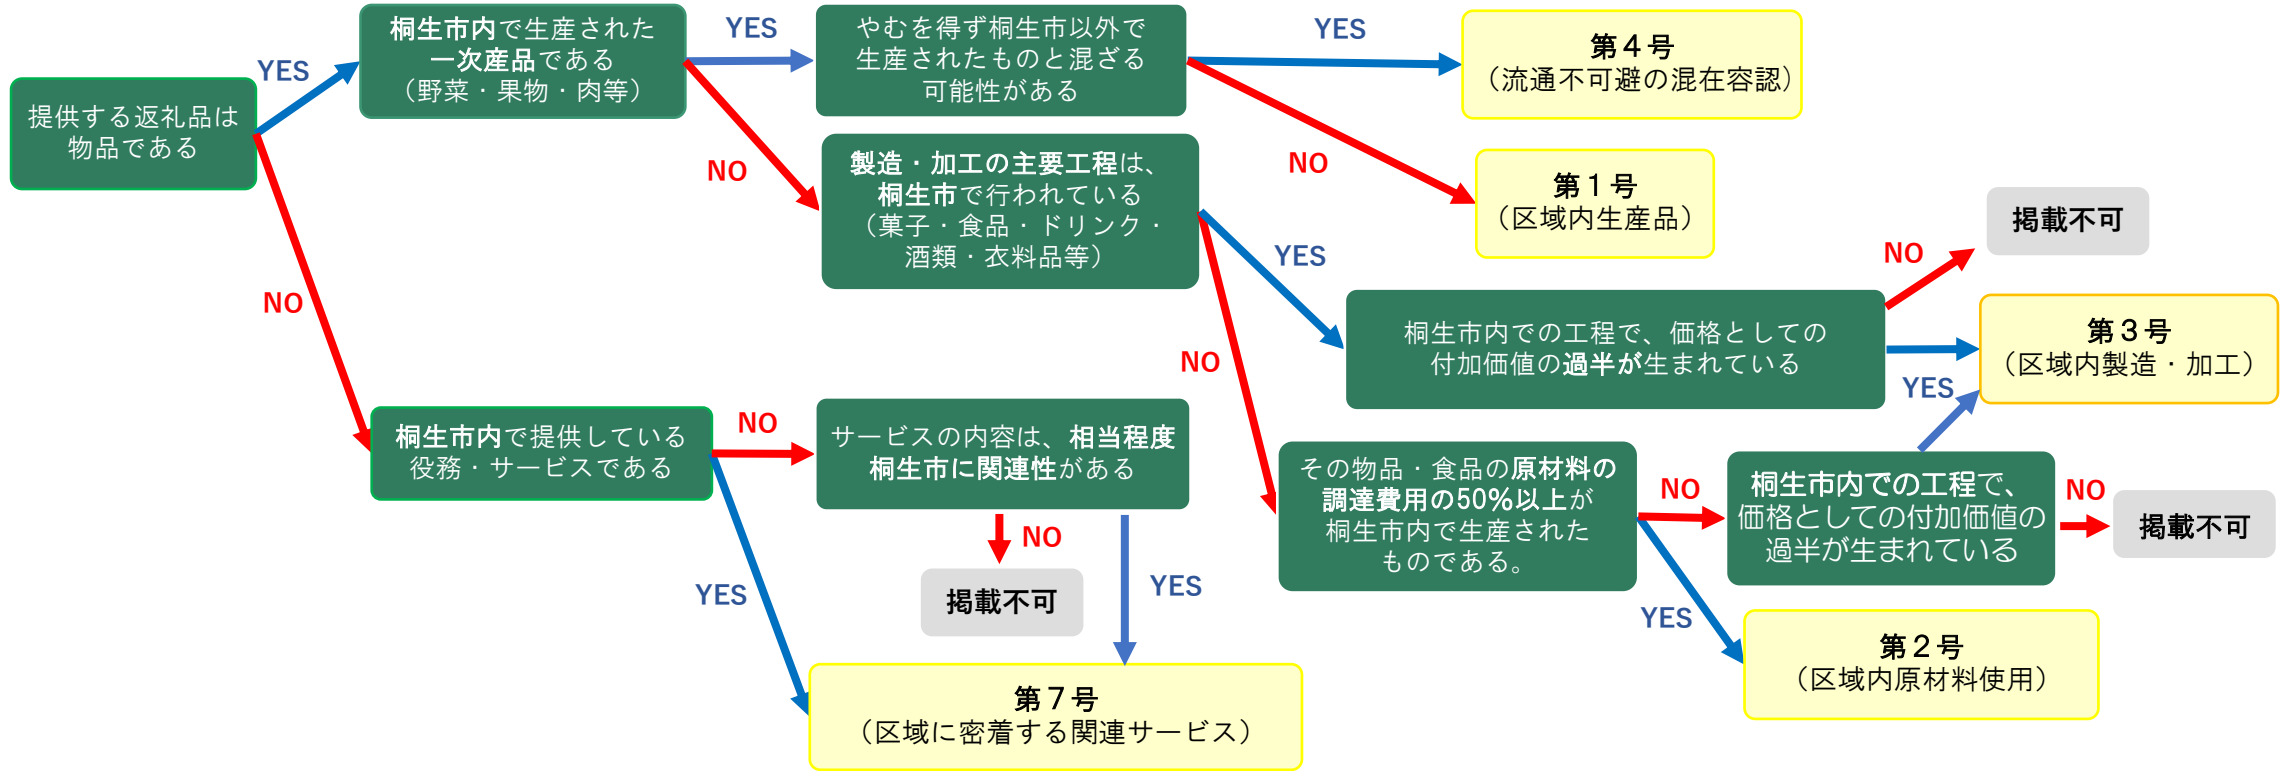 提供する返礼品は
物品である
YES
NO
桐生市内で生産された
一次産品である
（野菜・果物・肉等）
YES
NO
やむを得ず桐生市以外で
生産されたものと混ざる
可能性がある
YES
NO
第４号
（流通不可避の混在容認）
第１号
（区域内生産品）
製造・加工の主要工程は、
桐生市で行われている
（菓子・食品・ドリンク・
酒類・衣料品等）
YES
NO
桐生市内での工程で、価格としての
付加価値の過半が生まれている
NO
掲載不可
YES
第３号
（区域内製造・加工）
その物品・食品の原材料の
調達費用の50%以上が
桐生市内で生産された
ものである。
NO
YES
桐生市内での工程で、
価格としての付加価値の
過半が生まれている
NO
掲載不可
第２号
（区域内原材料使用）
桐生市内で提供している
役務・サービスである
NO
YES
サービスの内容は、相当程度
桐生市に関連性がある
NO
掲載不可
YES
第７号
（区域に密着する関連サービス）